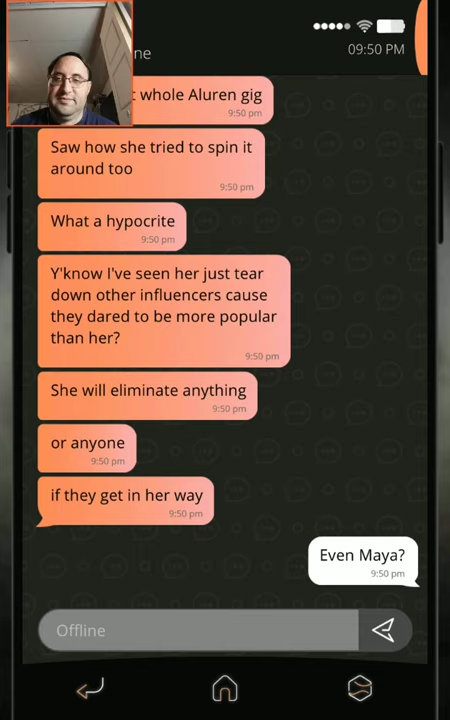 ne
09:50 PM
whole Aluren gig
9:50 pm
Saw how she tried to spin it
around too
9:50 pm
What a hypocrite
9:50 pm
Y'know I've seen her just tear
down other influencers cause
they dared to be more popular
than her?
9:50 pm
She will eliminate anything
9:50 pm
or anyone
9:50 pm
if they get in her way
9:50 pm
Even Maya?
9:50 pm
Offline